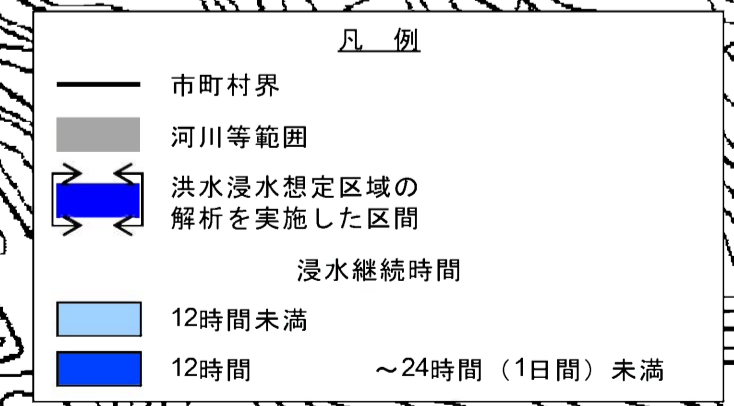 凡　例
市町村界
河川等範囲
洪水浸水想定区域の
解析を実施した区間
浸水継続時間
12時間未満
12時間　　　　～24時間（1日間）未満